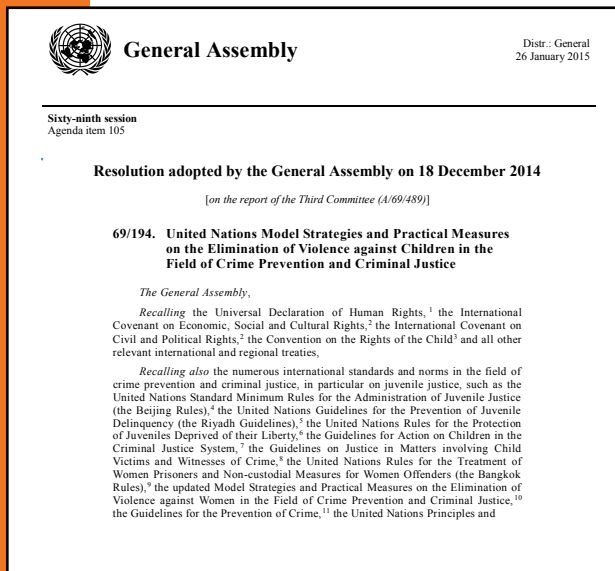 General Assembly
Distr.: General
26 January 2015
Sixty-ninth session
Agenda item 105
Resolution adopted by the General Assembly on 18 December 2014
[on the report of the Third Committee (A/69/489)]
69/194. United Nations Model Strategies and Practical Measures
on the Elimination of Violence against Children in the
Field of Crime Prevention and Criminal Justice
The General Assembly,
Recalling the Universal Declaration of Human Rights, 1 the International
Covenant on Economic, Social and Cultural Rights,2 the International Covenant on
Civil and Political Rights,2 the Convention on the Rights of the Child3 and all other
relevant international and regional treaties,
Recalling also the numerous international standards and norms in the field of
crime prevention and criminal justice, in particular on juvenile justice, such as the
United Nations Standard Minimum Rules for the Administration of Juvenile Justice
(the Beijing Rules),4 the United Nations Guidelines for the Prevention of Juvenile
Delinquency (the Riyadh Guidelines),5 the United Nations Rules for the Protection
of Juveniles Deprived of their Liberty,6 the Guidelines for Action on Children in the
Criminal Justice System,7 the Guidelines on Justice in Matters involving Child
Victims and Witnesses of Crime,8 the United Nations Rules for the Treatment of
Women Prisoners and Non-custodial Measures for Women Offenders (the Bangkok
Rules),9 the updated Model Strategies and Practical Measures on the Elimination of
Violence against Women in the Field of Crime Prevention and Criminal Justice,10
the Guidelines for the Prevention of Crime,11 the United Nations Principles and